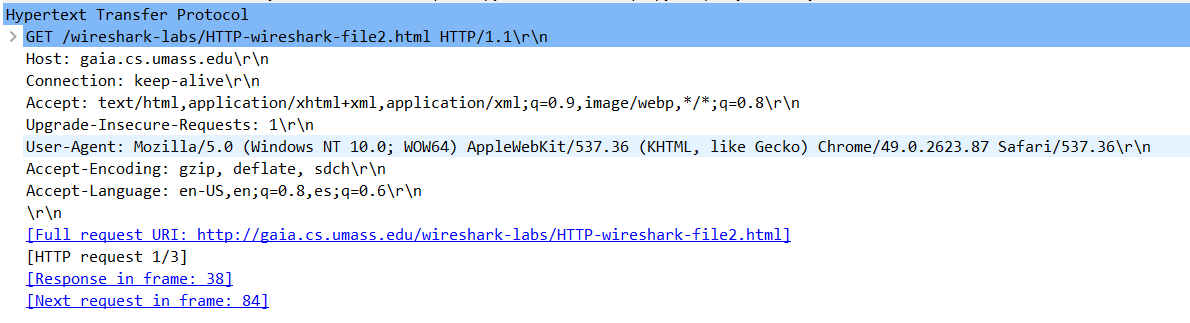 Hypertext Transfer Protocol
GET /wireshark-labs/HTTP-wireshark-file2.html HTTP/1.1\r\n
Host: gaia.cs.umass.edu\r\n
Connection: keep-alive\r\n
Accept: text/html,application/xhtml+xml,application/xml;q=0.9,image/webp,*/*;q=0.8\r\n
Upgrade-Insecure-Requests: 1\r\n
User-Agent: Mozilla/5.0 (Windows NT 10.0; WOW64) AppleWebKit/537.36 (KHTML, like Gecko) Chrome/49.0.2623.87 Safari/537.36\r\n
Accept-Encoding: gzip, deflate, sdch\r\n
Accept-Language: en-US,en;q=0.8,es;q=0.6\r\n
\r\n
[Full request URI: http://gaia.cs.umass.edu/wireshark-labs/HTTP-wireshark-file2.html]
[HTTP request 1/3]
[Response in frame: 38]
[Next request in frame: 84]